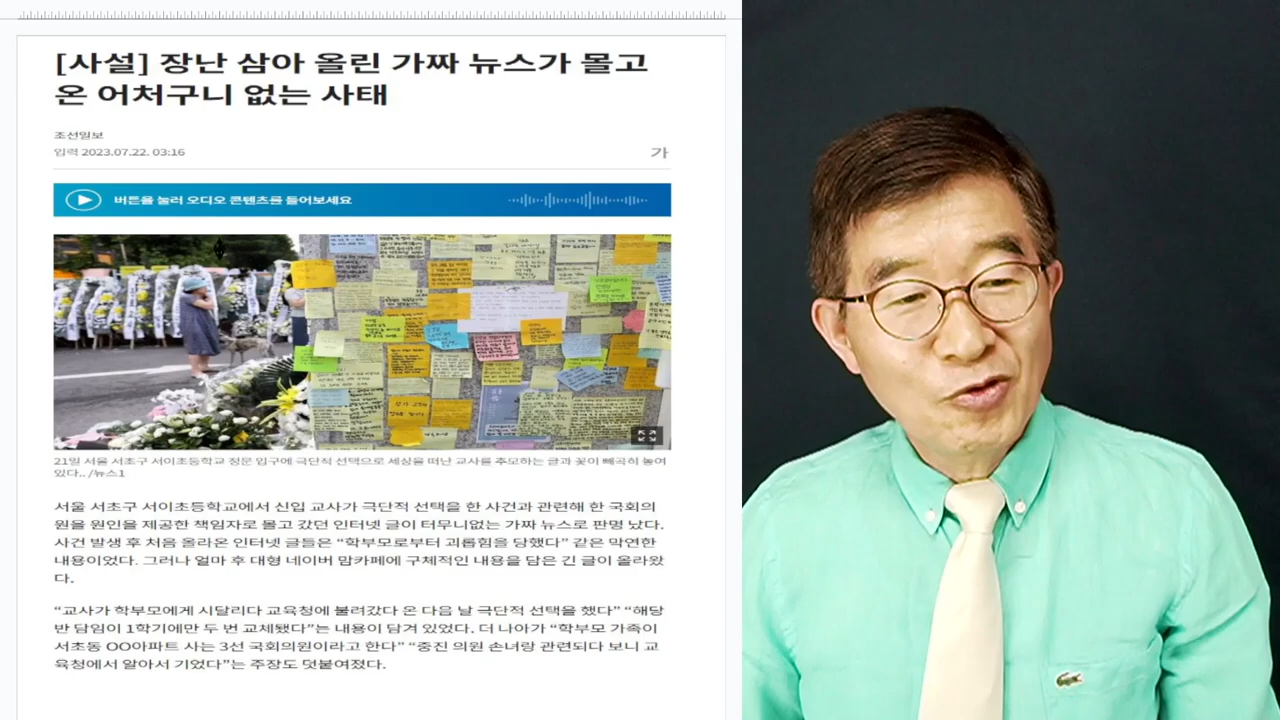 [사설] 장난 삼아 올린 가짜 뉴스가 몰고
온 어처구니 없는 사태
조선일보
입력 2023.07.22. 03:16
가
버튼을 눌러 오디오 콘텐츠를 들어보세요
21일 서울 서초구 서이초등학교 정문 입구에 극단적 선택으로 세상을 떠난 교사를 추모하는 글과 꽃이 빼곡히 놓여
있다.. /뉴스1
서울 서초구 서이초등학교에서 신입 교사가 극단적 선택을 한 사건과 관련해 한 국회의
원을 원인을 제공한 책임자로 몰고 갔던 인터넷 글이 터무니없는 가짜 뉴스로 판명 났다.
사건 발생 후 처음 올라온 인터넷 글들은 “학부모로부터 괴롭힘을 당했다” 같은 막연한
내용이었다. 그러나 얼마 후 대형 네이버 맘카페에 구체적인 내용을 담은 긴 글이 올라왔
다.
“교사가 학부모에게 시달리다 교육청에 불려갔다 온 다음 날 극단적 선택을 했다” “해당
반 담임이 1학기에만 두 번 교체됐다”는 내용이 담겨 있었다. 더 나아가 “학부모 가족이
서초동 OO아파트 사는 3선 국회의원이라고 한다” “중진 의원 손녀랑 관련되다 보니 교
육청에서 알아서 기었다”는 주장도 덧붙여졌다.